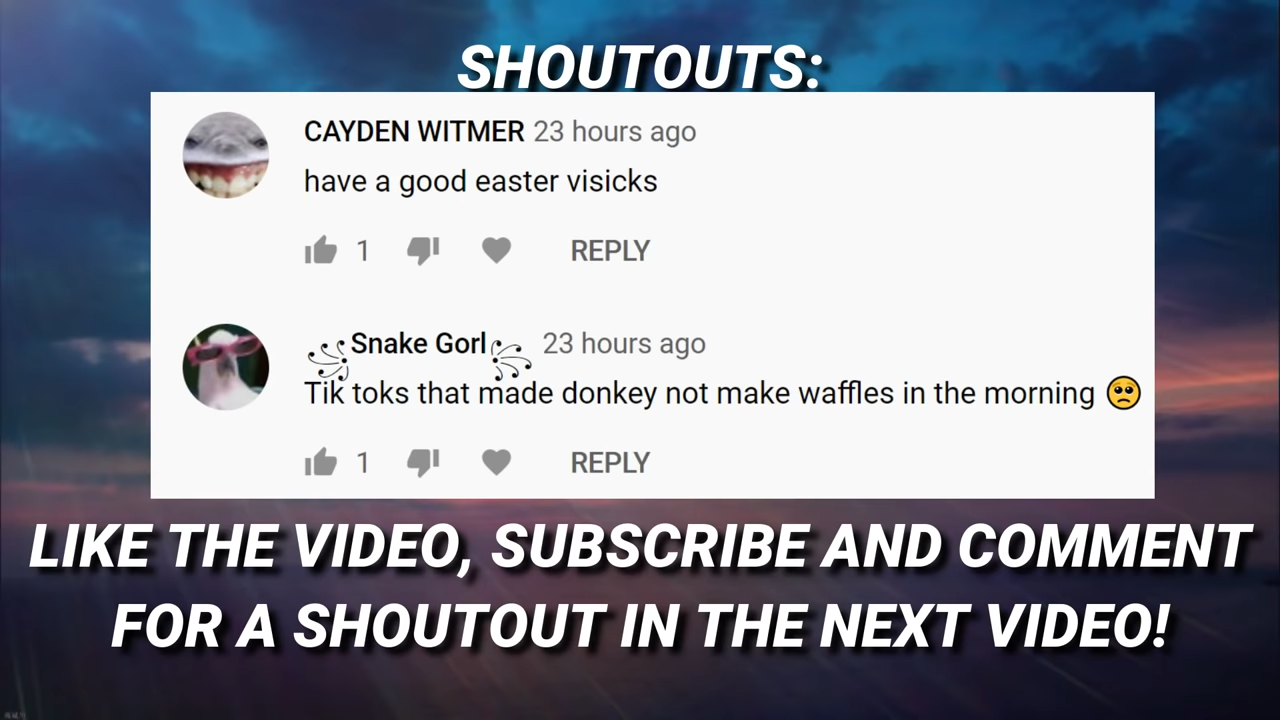 SHOUTOUTS:
CAYDEN WITMER 23 hours ago
have a good easter visicks
1 REPLY
Snake Gorl 23 hours ago
Tik toks that made donkey not make waffles in the morning 🥺
1 REPLY
LIKE THE VIDEO, SUBSCRIBE AND COMMENT
FOR A SHOUTOUT IN THE NEXT VIDEO!